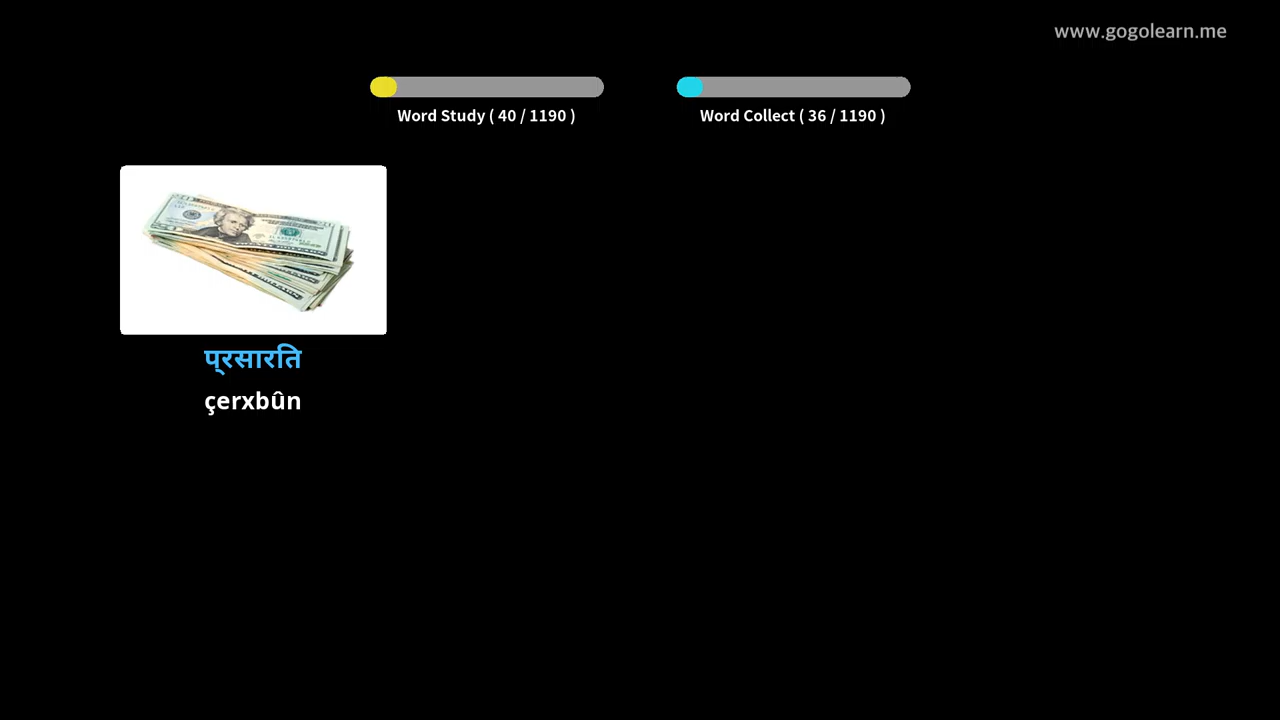 www.gogolearn.me
Word Study ( 40 / 1190 )
Word Collect ( 36 / 1190 )
प्रसारति
çerxbûn